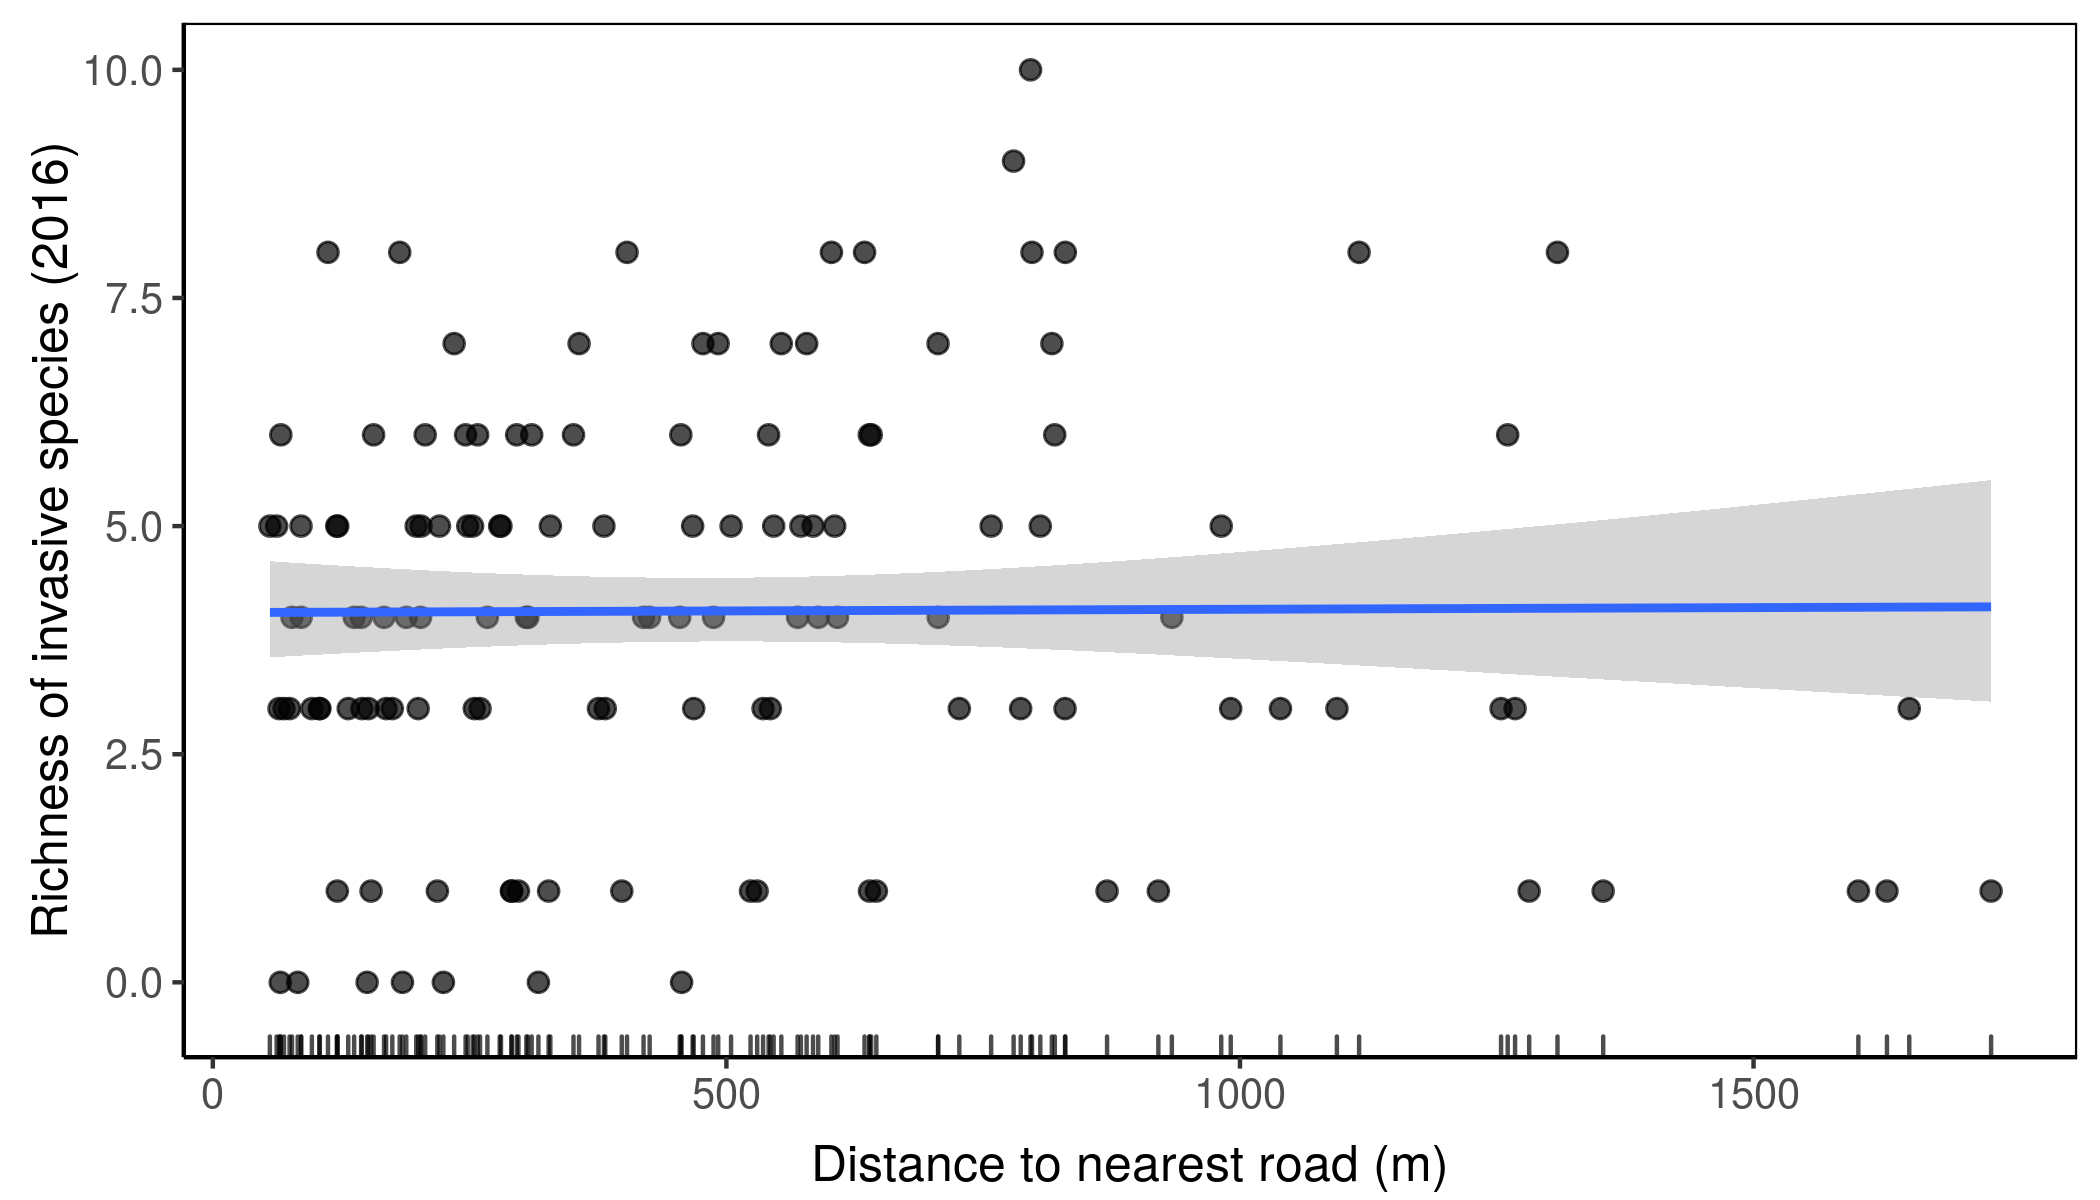 Richness of invasive species (2016)
10.0
7.5
5.0
2.5
0.0
0 500 1000 1500
Distance to nearest road (m)